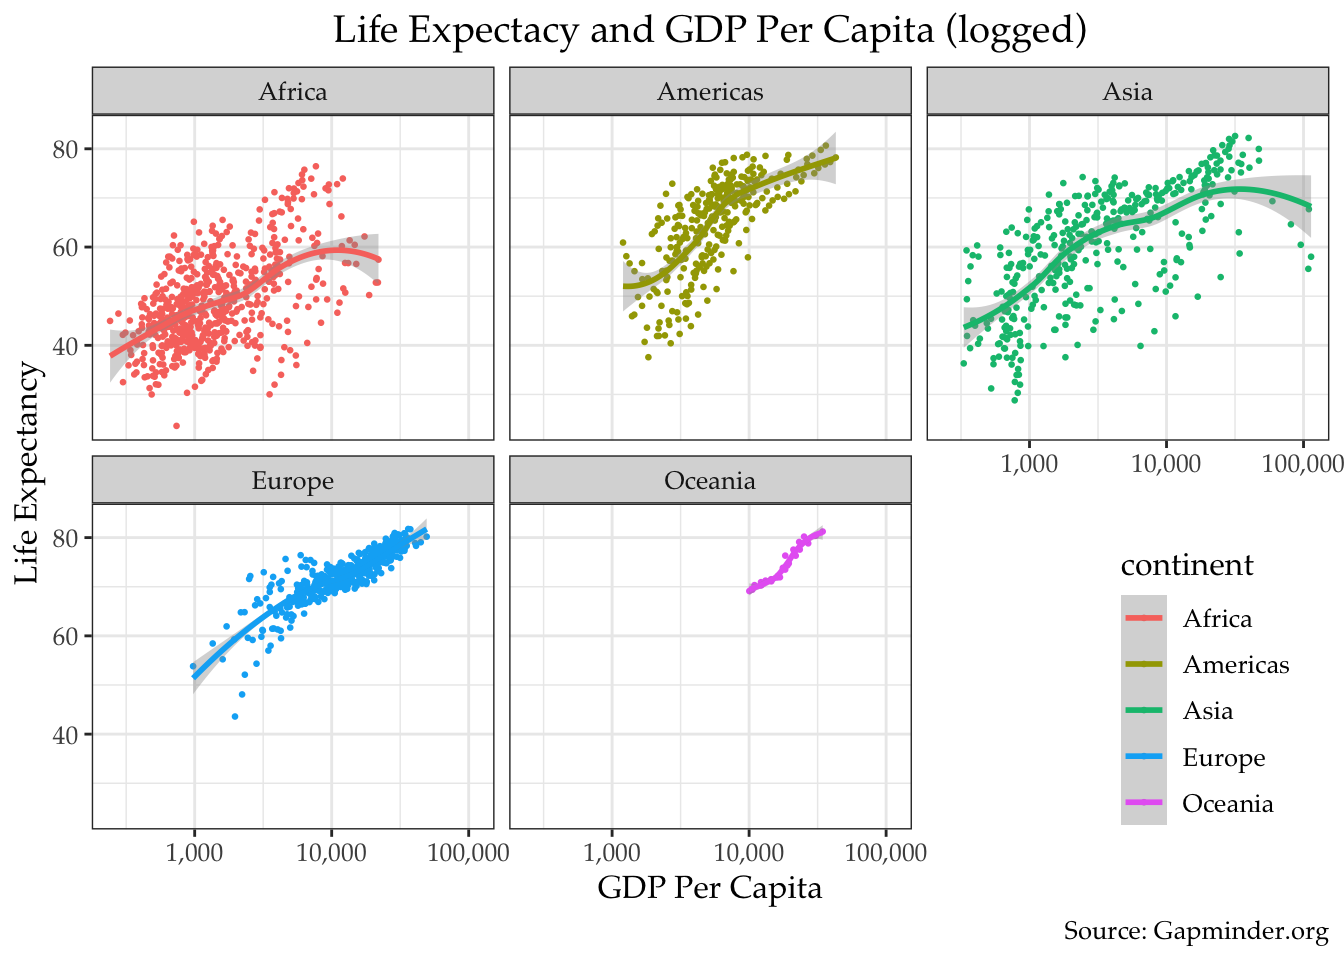 Life Expectacy and GDP Per Capita (logged)
Africa
Americas
Asia
80
60
40
Life Expectancy
1,000 10,000 100,000
Europe
Oceania
80
60
40
1,000 10,000 100,000
1,000 10,000 100,000
GDP Per Capita
continent
Africa
Americas
Asia
Europe
Oceania
Source: Gapminder.org